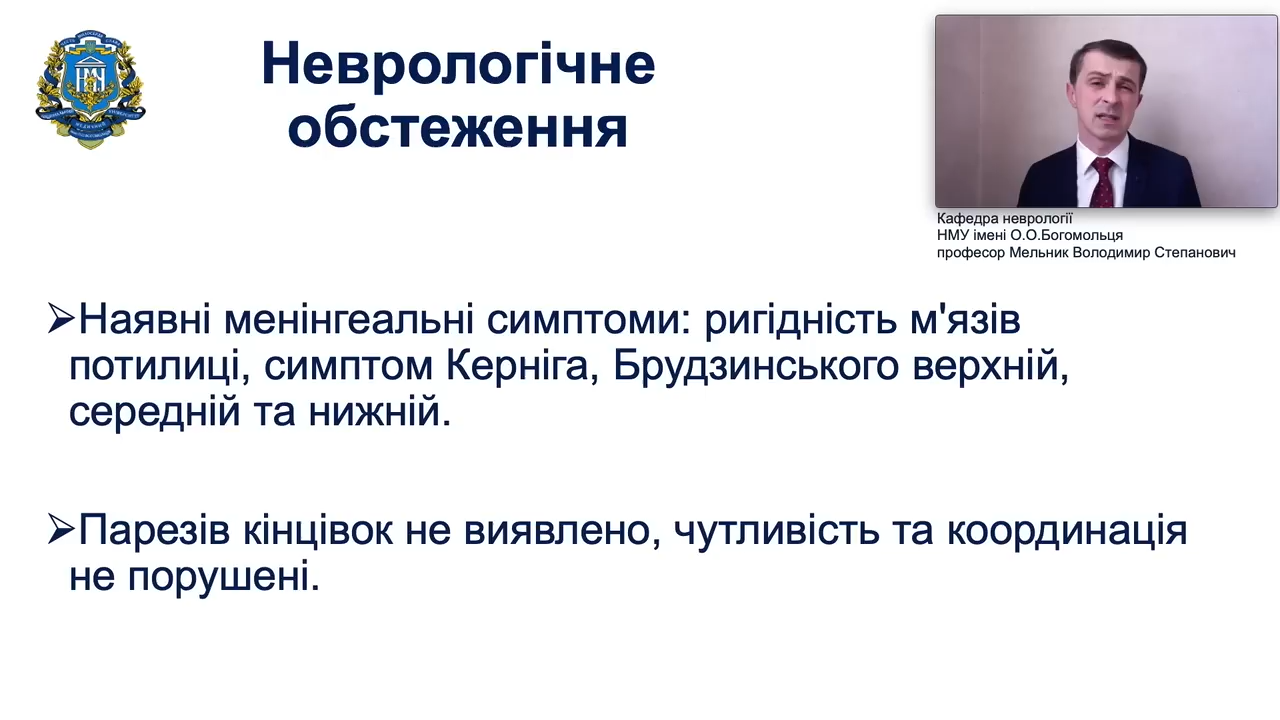 Неврологічне
обстеження
НМУ
Кафедра неврології
НМУ імені О.О.Богомольця
професор Мельник Володимир Степанович
➢Наявні менінгеальні симптоми: ригідність м'язів
потилиці, симптом Керніга, Брудзинського верхній,
середній та нижній.
➢Парезів кінцівок не виявлено, чутливість та координація
не порушені.